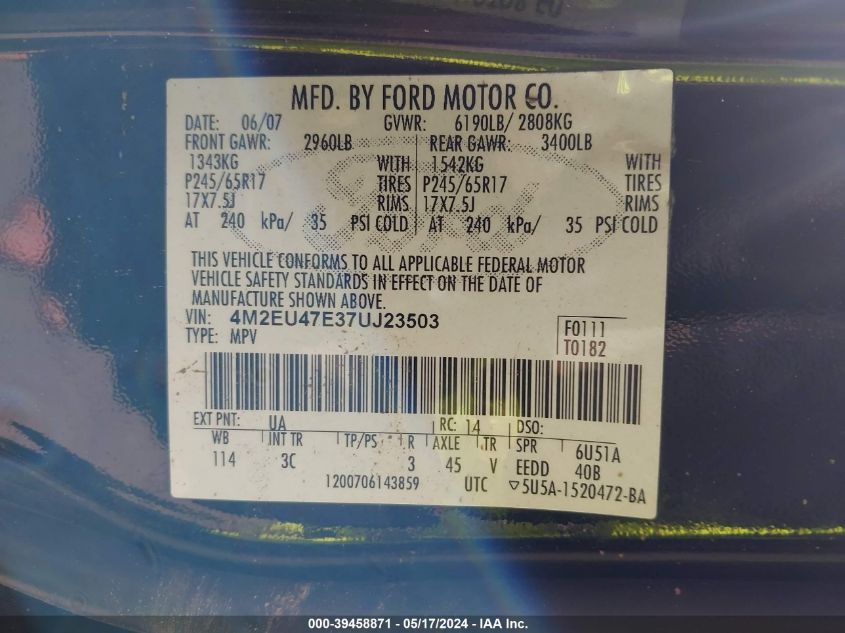 MFD. BY FORD MOTOR CO.
DATE: 06/07 GVWR: 6190LB/ 2808KG
FRONT GAWR: 2960LB REAR GAWR: 3400LB
1343KG WITH 1542KG WITH
P245/65R17 TIRES P245/65R17 TIRES
17X7.5J RIMS 17X7.5J RIMS
AT 240 kPa/ 35 PSI COLD AT 240 kPa/ 35 PSI COLD
THIS VEHICLE CONFORMS TO ALL APPLICABLE FEDERAL MOTOR
VEHICLE SAFETY STANDARDS IN EFFECT ON THE DATE OF
MANUFACTURE SHOWN ABOVE.
VIN: 4M2EU47E37UJ23503
TYPE: MPV
F0111
T0182
EXT PNT: UA RC: 14 DSO:
WB INT TR TP/PS R AXLE TR SPR 6U51A
114 3C 3 45 V EEDD 40B
1200706143859 UTC ▽5U5A-1520472-BA
000-39458871 - 05/17/2024 - IAA Inc.